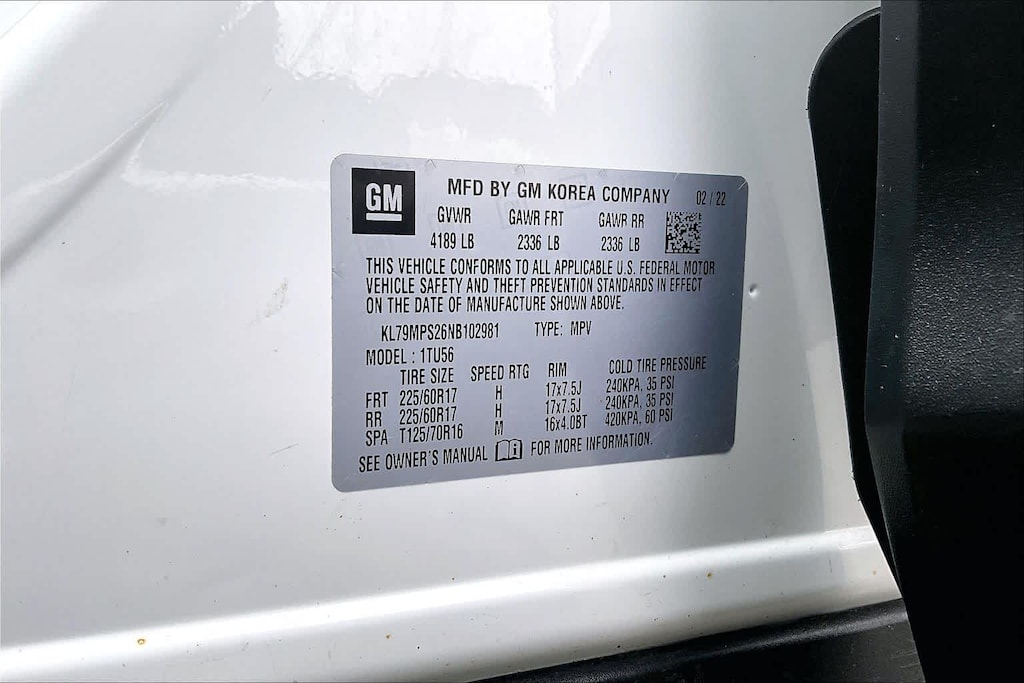 GM
MFD BY GM KOREA COMPANY 02 / 22
GVWR GAWR FRT GAWR RR
4189 LB 2336 LB 2336 LB
THIS VEHICLE CONFORMS TO ALL APPLICABLE U.S. FEDERAL MOTOR
VEHICLE SAFETY AND THEFT PREVENTION STANDARDS IN EFFECT
ON THE DATE OF MANUFACTURE SHOWN ABOVE.
KL79MPS26NB102981 TYPE: MPV
MODEL : 1TU56
TIRE SIZE SPEED RTG RIM COLD TIRE PRESSURE
FRT 225/60R17 H 17x7.5J 240KPA, 35 PSI
RR 225/60R17 H 17x7.5J 240KPA, 35 PSI
SPA T125/70R16 M 16x4.0BT 420KPA, 60 PSI
SEE OWNER'S MANUAL FOR MORE INFORMATION.